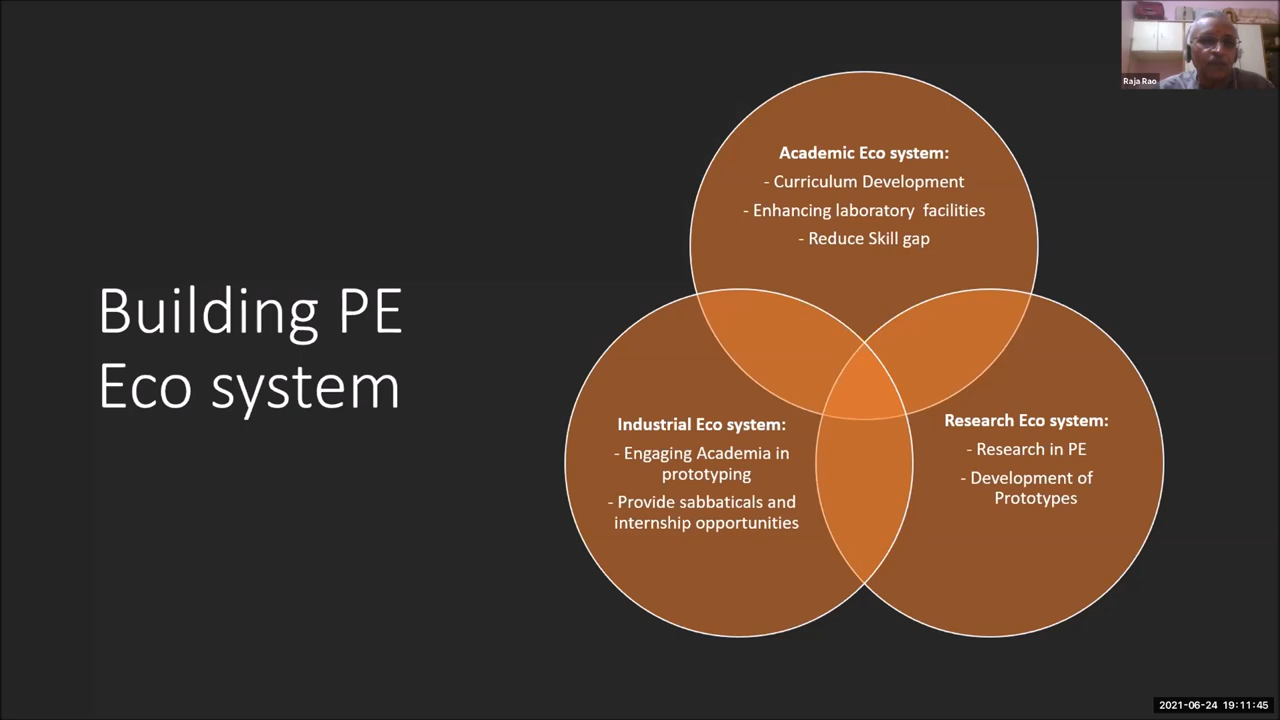 Raja Rao
Academic Eco system:
- Curriculum Development
- Enhancing laboratory facilities
- Reduce Skill gap
Building PE
Eco system
Industrial Eco system:
- Engaging Academia in
prototyping
- Provide sabbaticals and
internship opportunities
Research Eco system:
- Research in PE
- Development of
Prototypes
2021-06-24 19:11:45